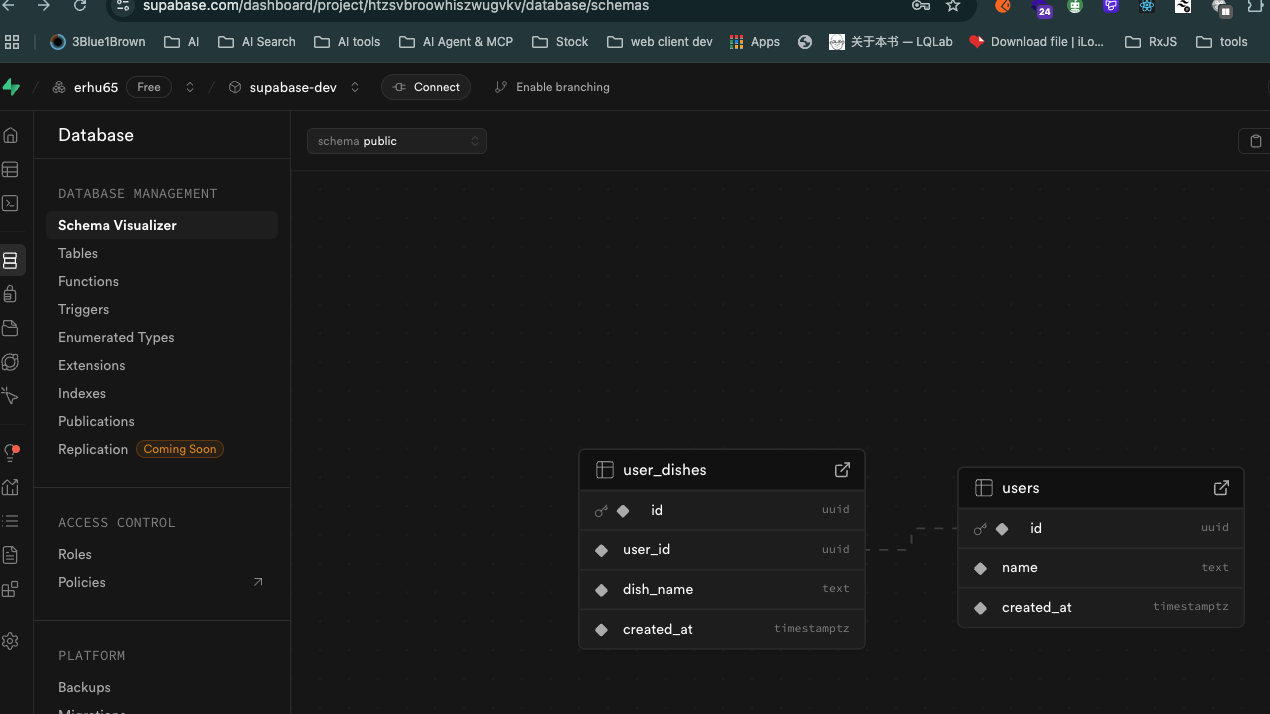 supabase.com/dashboard/project/htzsvbroowhiszwugvkv/database/schemas
24
3Blue1Brown AI AI Search AI tools AI Agent & MCP Stock web client dev Apps 关于本书 — LQLab Download file | iLo... RxJS tools
erhu65 Free supabase-dev Connect Enable branching
Database
schema public
DATABASE MANAGEMENT
Schema Visualizer
Tables
Functions
Triggers
Enumerated Types
Extensions
Indexes
Publications
Replication Coming Soon
ACCESS CONTROL
Roles
Policies
PLATFORM
Backups
Migrations
user_dishes
id uuid
user_id uuid
dish_name text
created_at timestamptz
users
id uuid
name text
created_at timestamptz